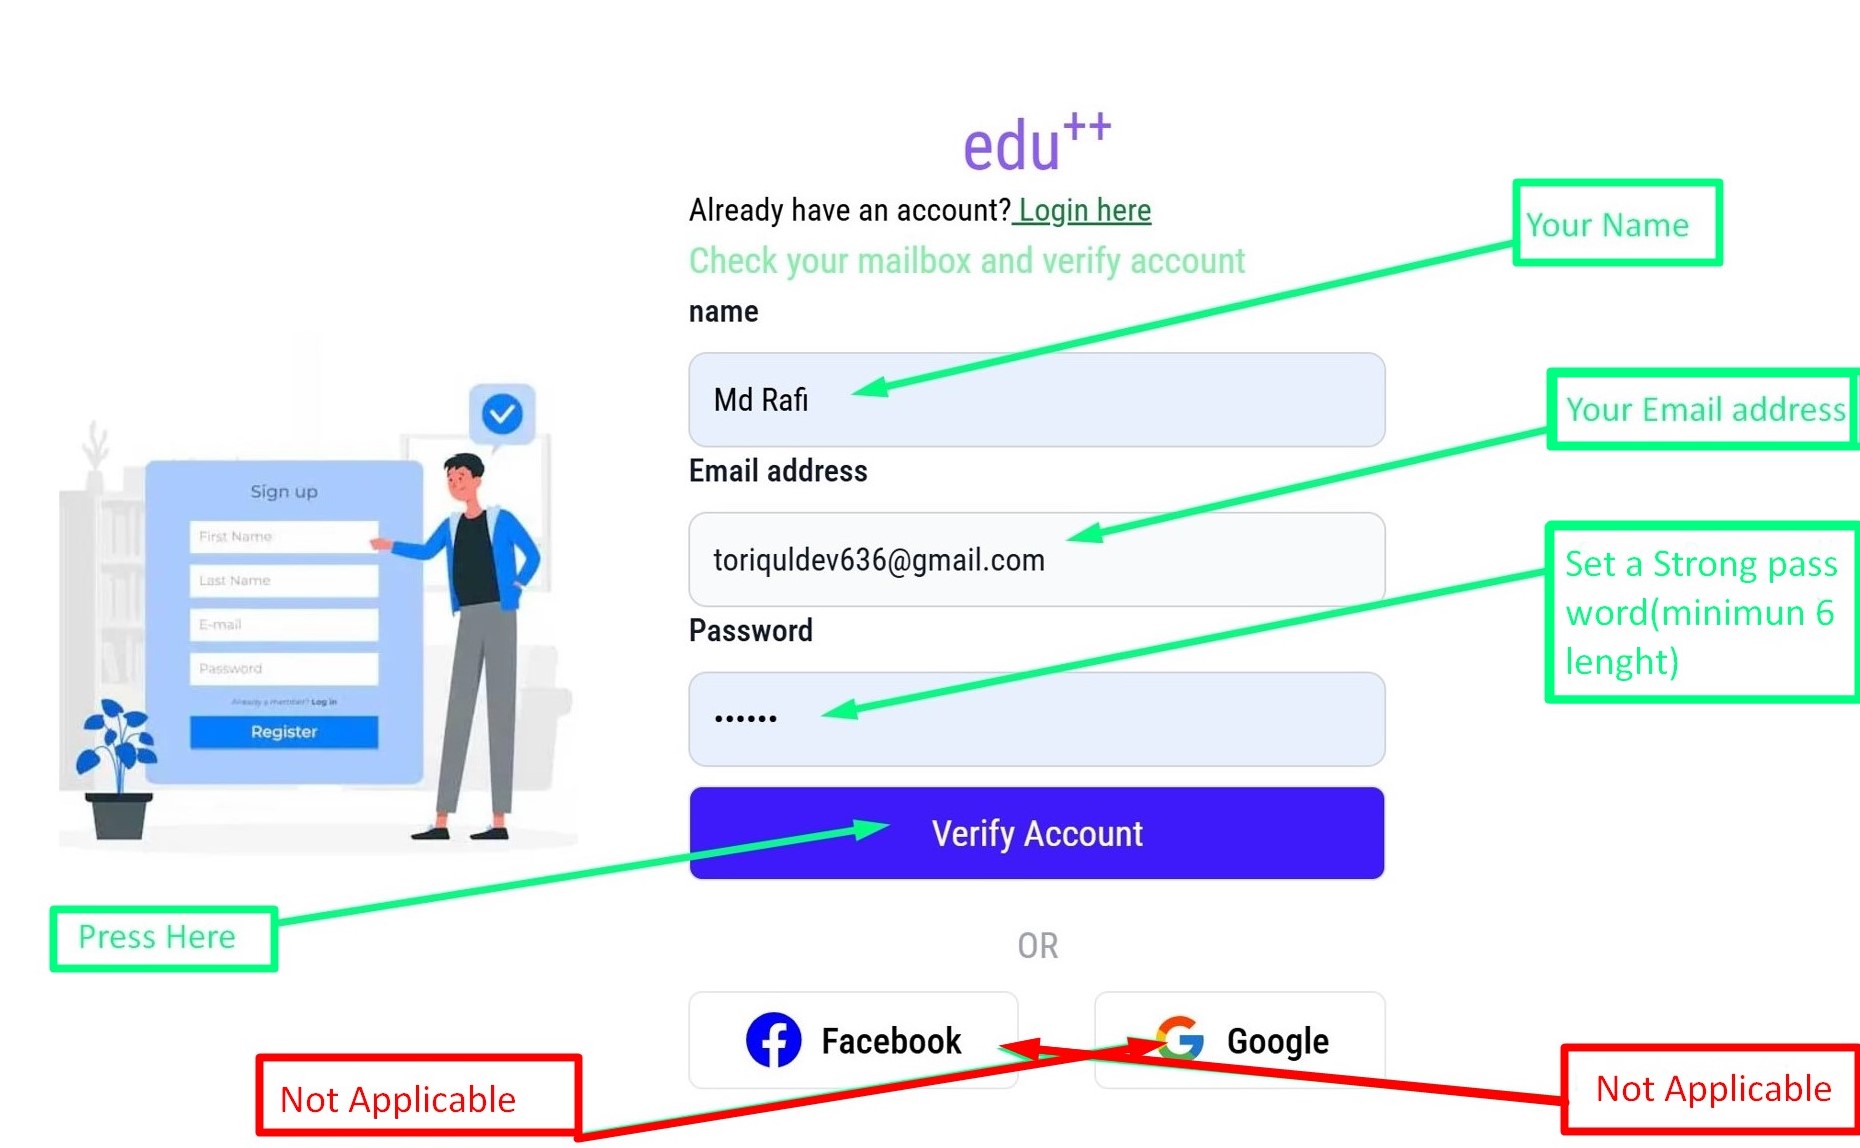 edu++
Already have an account? Login here
Your Name
Check your mailbox and verify account
name
Md Rafi
Your Email address
Email address
toriquldev636@gmail.com
Set a Strong pass
word(minimun 6
lenght)
Password
••••••
Sign up
First Name
Last Name
E-mail
Password
Already a member? Log in
Register
Verify Account
Press Here
OR
Facebook
Google
Not Applicable
Not Applicable